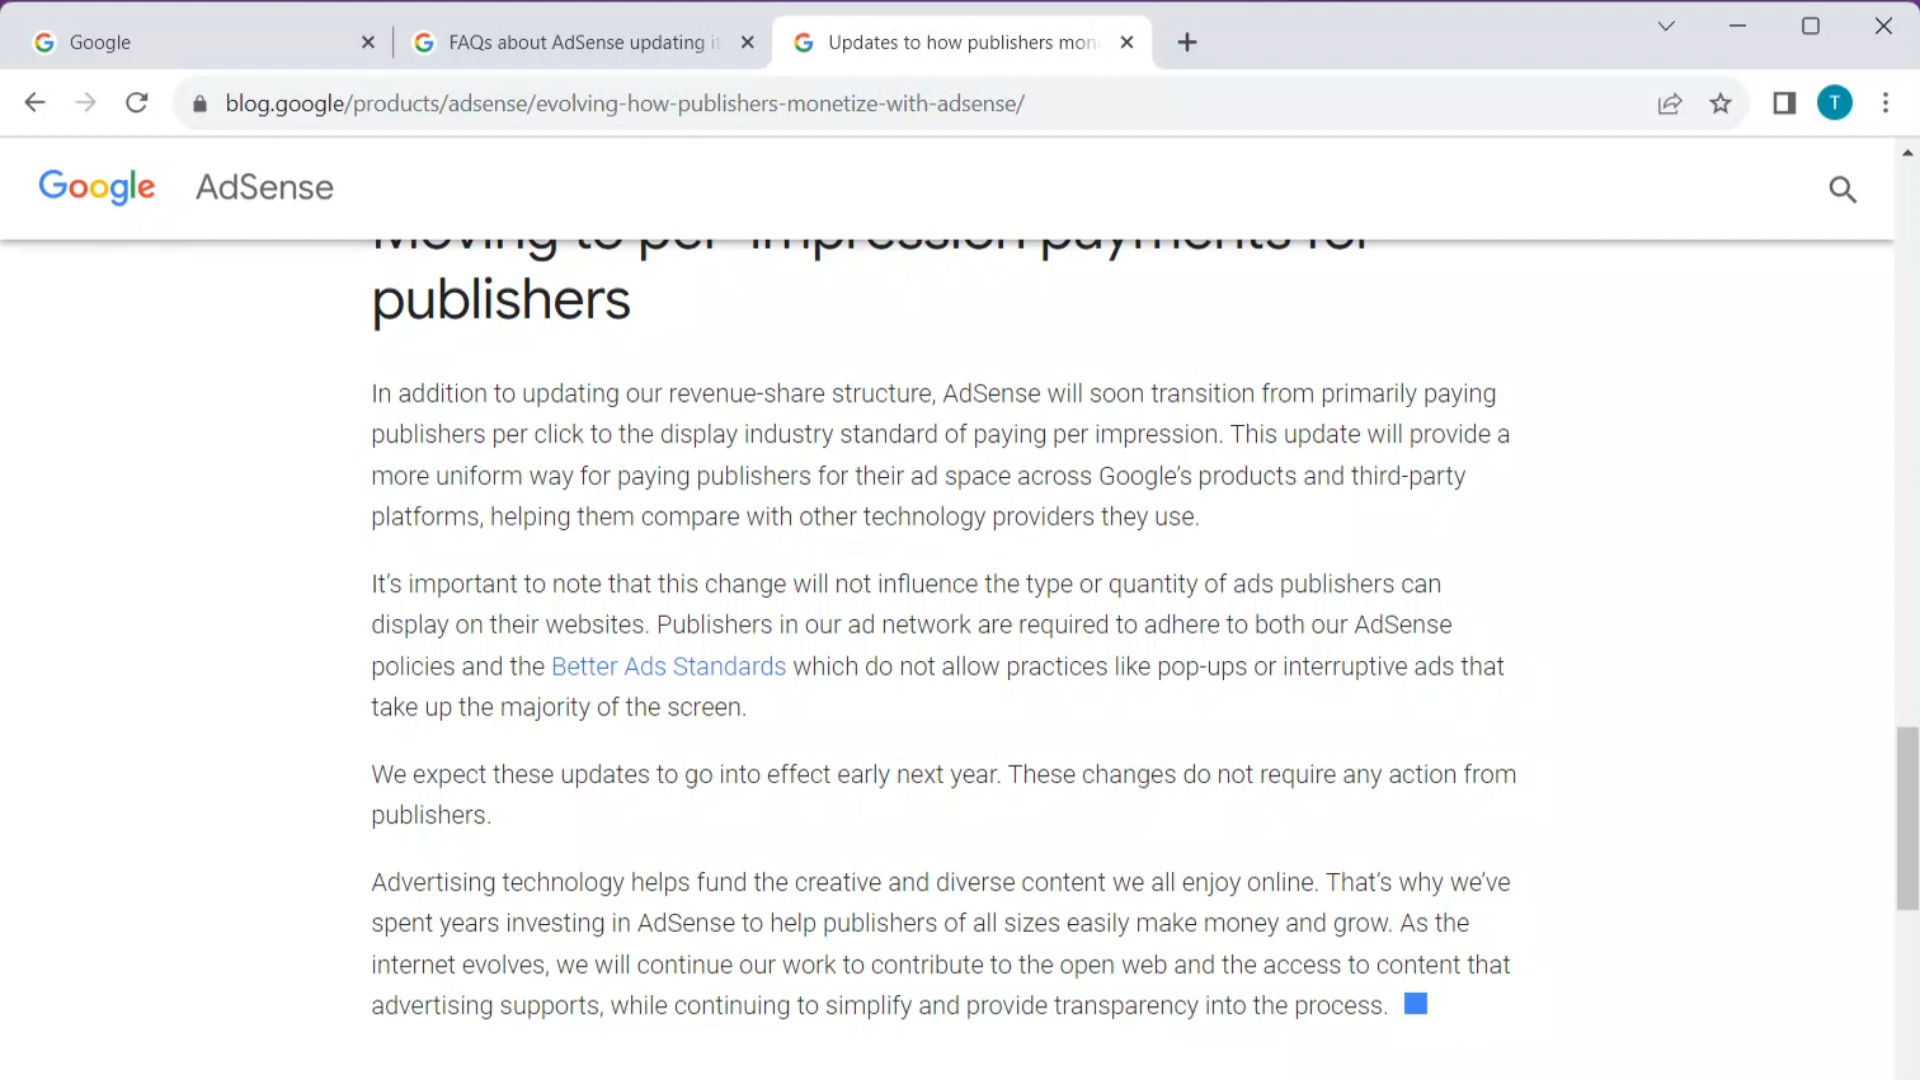 Google
FAQs about AdSense updating i
Updates to how publishers mon
blog.google/products/adsense/evolving-how-publishers-monetize-with-adsense/
T
Google AdSense
Moving to per-impression payments for
publishers
In addition to updating our revenue-share structure, AdSense will soon transition from primarily paying
publishers per click to the display industry standard of paying per impression. This update will provide a
more uniform way for paying publishers for their ad space across Google’s products and third-party
platforms, helping them compare with other technology providers they use.
It’s important to note that this change will not influence the type or quantity of ads publishers can
display on their websites. Publishers in our ad network are required to adhere to both our AdSense
policies and the Better Ads Standards which do not allow practices like pop-ups or interruptive ads that
take up the majority of the screen.
We expect these updates to go into effect early next year. These changes do not require any action from
publishers.
Advertising technology helps fund the creative and diverse content we all enjoy online. That’s why we’ve
spent years investing in AdSense to help publishers of all sizes easily make money and grow. As the
internet evolves, we will continue our work to contribute to the open web and the access to content that
advertising supports, while continuing to simplify and provide transparency into the process.